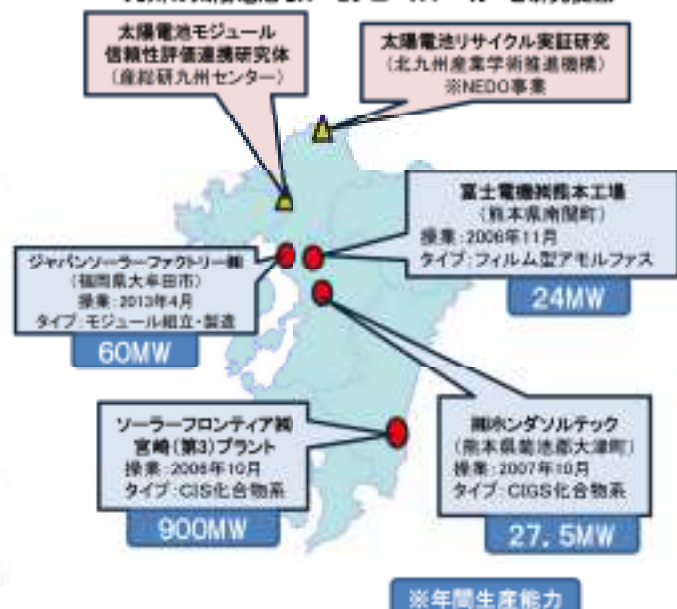 太陽電池モジュール
信頼性評価連携研究体
(産総研九州センター)
太陽電池リサイクル実証研究
(北九州産業学術推進機構)
※NEDO事業
富士電機㈱熊本工場
(熊本県南関町)
操業:2006年11月
タイプ:フィルム型アモルファス
24MW
ジャパンソーラーファクトリー㈱
(福岡県大牟田市)
操業:2013年4月
タイプ:モジュール組立・製造
60MW
ソーラーフロンティア㈱
宮崎(第3)プラント
操業:2006年10月
タイプ:CIS化合物系
900MW
㈱ホンダソルテック
(熊本県菊池郡大津町)
操業:2007年10月
タイプ:CIGS化合物系
27.5MW
※年間生産能力